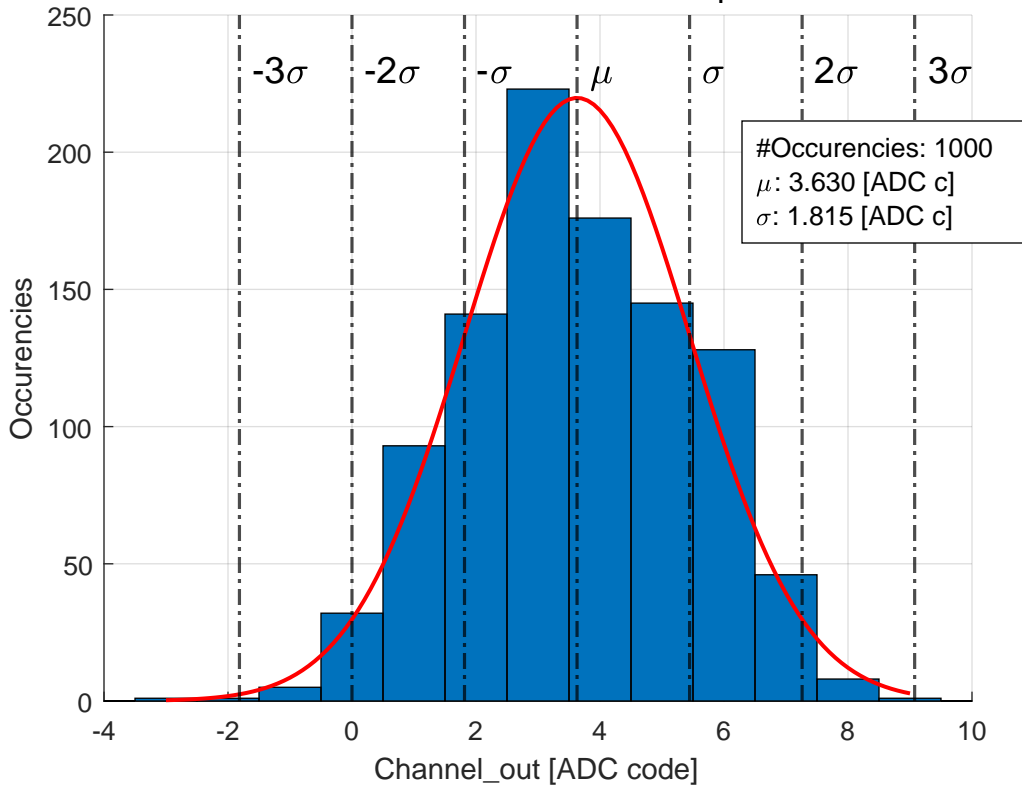 250
200
150
100
50
0
-4
-2
0
2
4
6
8
10
-3σ
-2σ
-σ
μ
σ
2σ
3σ
#Occurencies: 1000
μ: 3.630 [ADC c]
σ: 1.815 [ADC c]
Occurencies
Channel_out [ADC code]